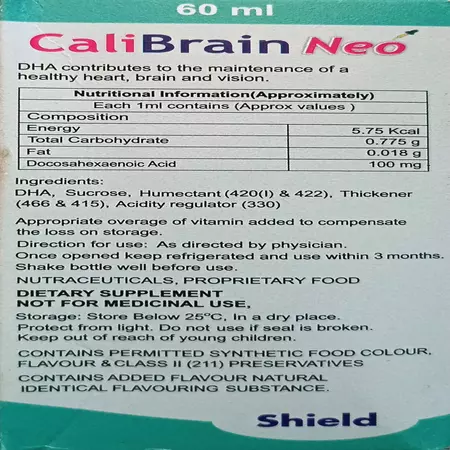 60 ml
CaliBrain Neo
DHA contributes to the maintenance of a
healthy heart, brain and vision.
Nutritional Information(Approximately)
Each 1ml contains (Approx values )
Composition
Energy 5.75 Kcal
Total Carbohydrate 0.775 g
Fat 0.018 g
Docosahexaenoic Acid 100 mg
Ingredients:
DHA, Sucrose, Humectant (420(I) & 422), Thickener
(466 & 415), Acidity regulator (330)
Appropriate overage of vitamin added to compensate
the loss on storage.
Direction for use: As directed by physician.
Once opened keep refrigerated and use within 3 months.
Shake bottle well before use.
NUTRACEUTICALS, PROPRIETARY FOOD
DIETARY SUPPLEMENT
NOT FOR MEDICINAL USE,
Storage: Store Below 25ºC, In a dry place.
Protect from light. Do not use if seal is broken.
Keep out of reach of young children.
CONTAINS PERMITTED SYNTHETIC FOOD COLOUR,
FLAVOUR & CLASS II (211) PRESERVATIVES
CONTAINS ADDED FLAVOUR NATURAL
IDENTICAL FLAVOURING SUBSTANCE.
Shield